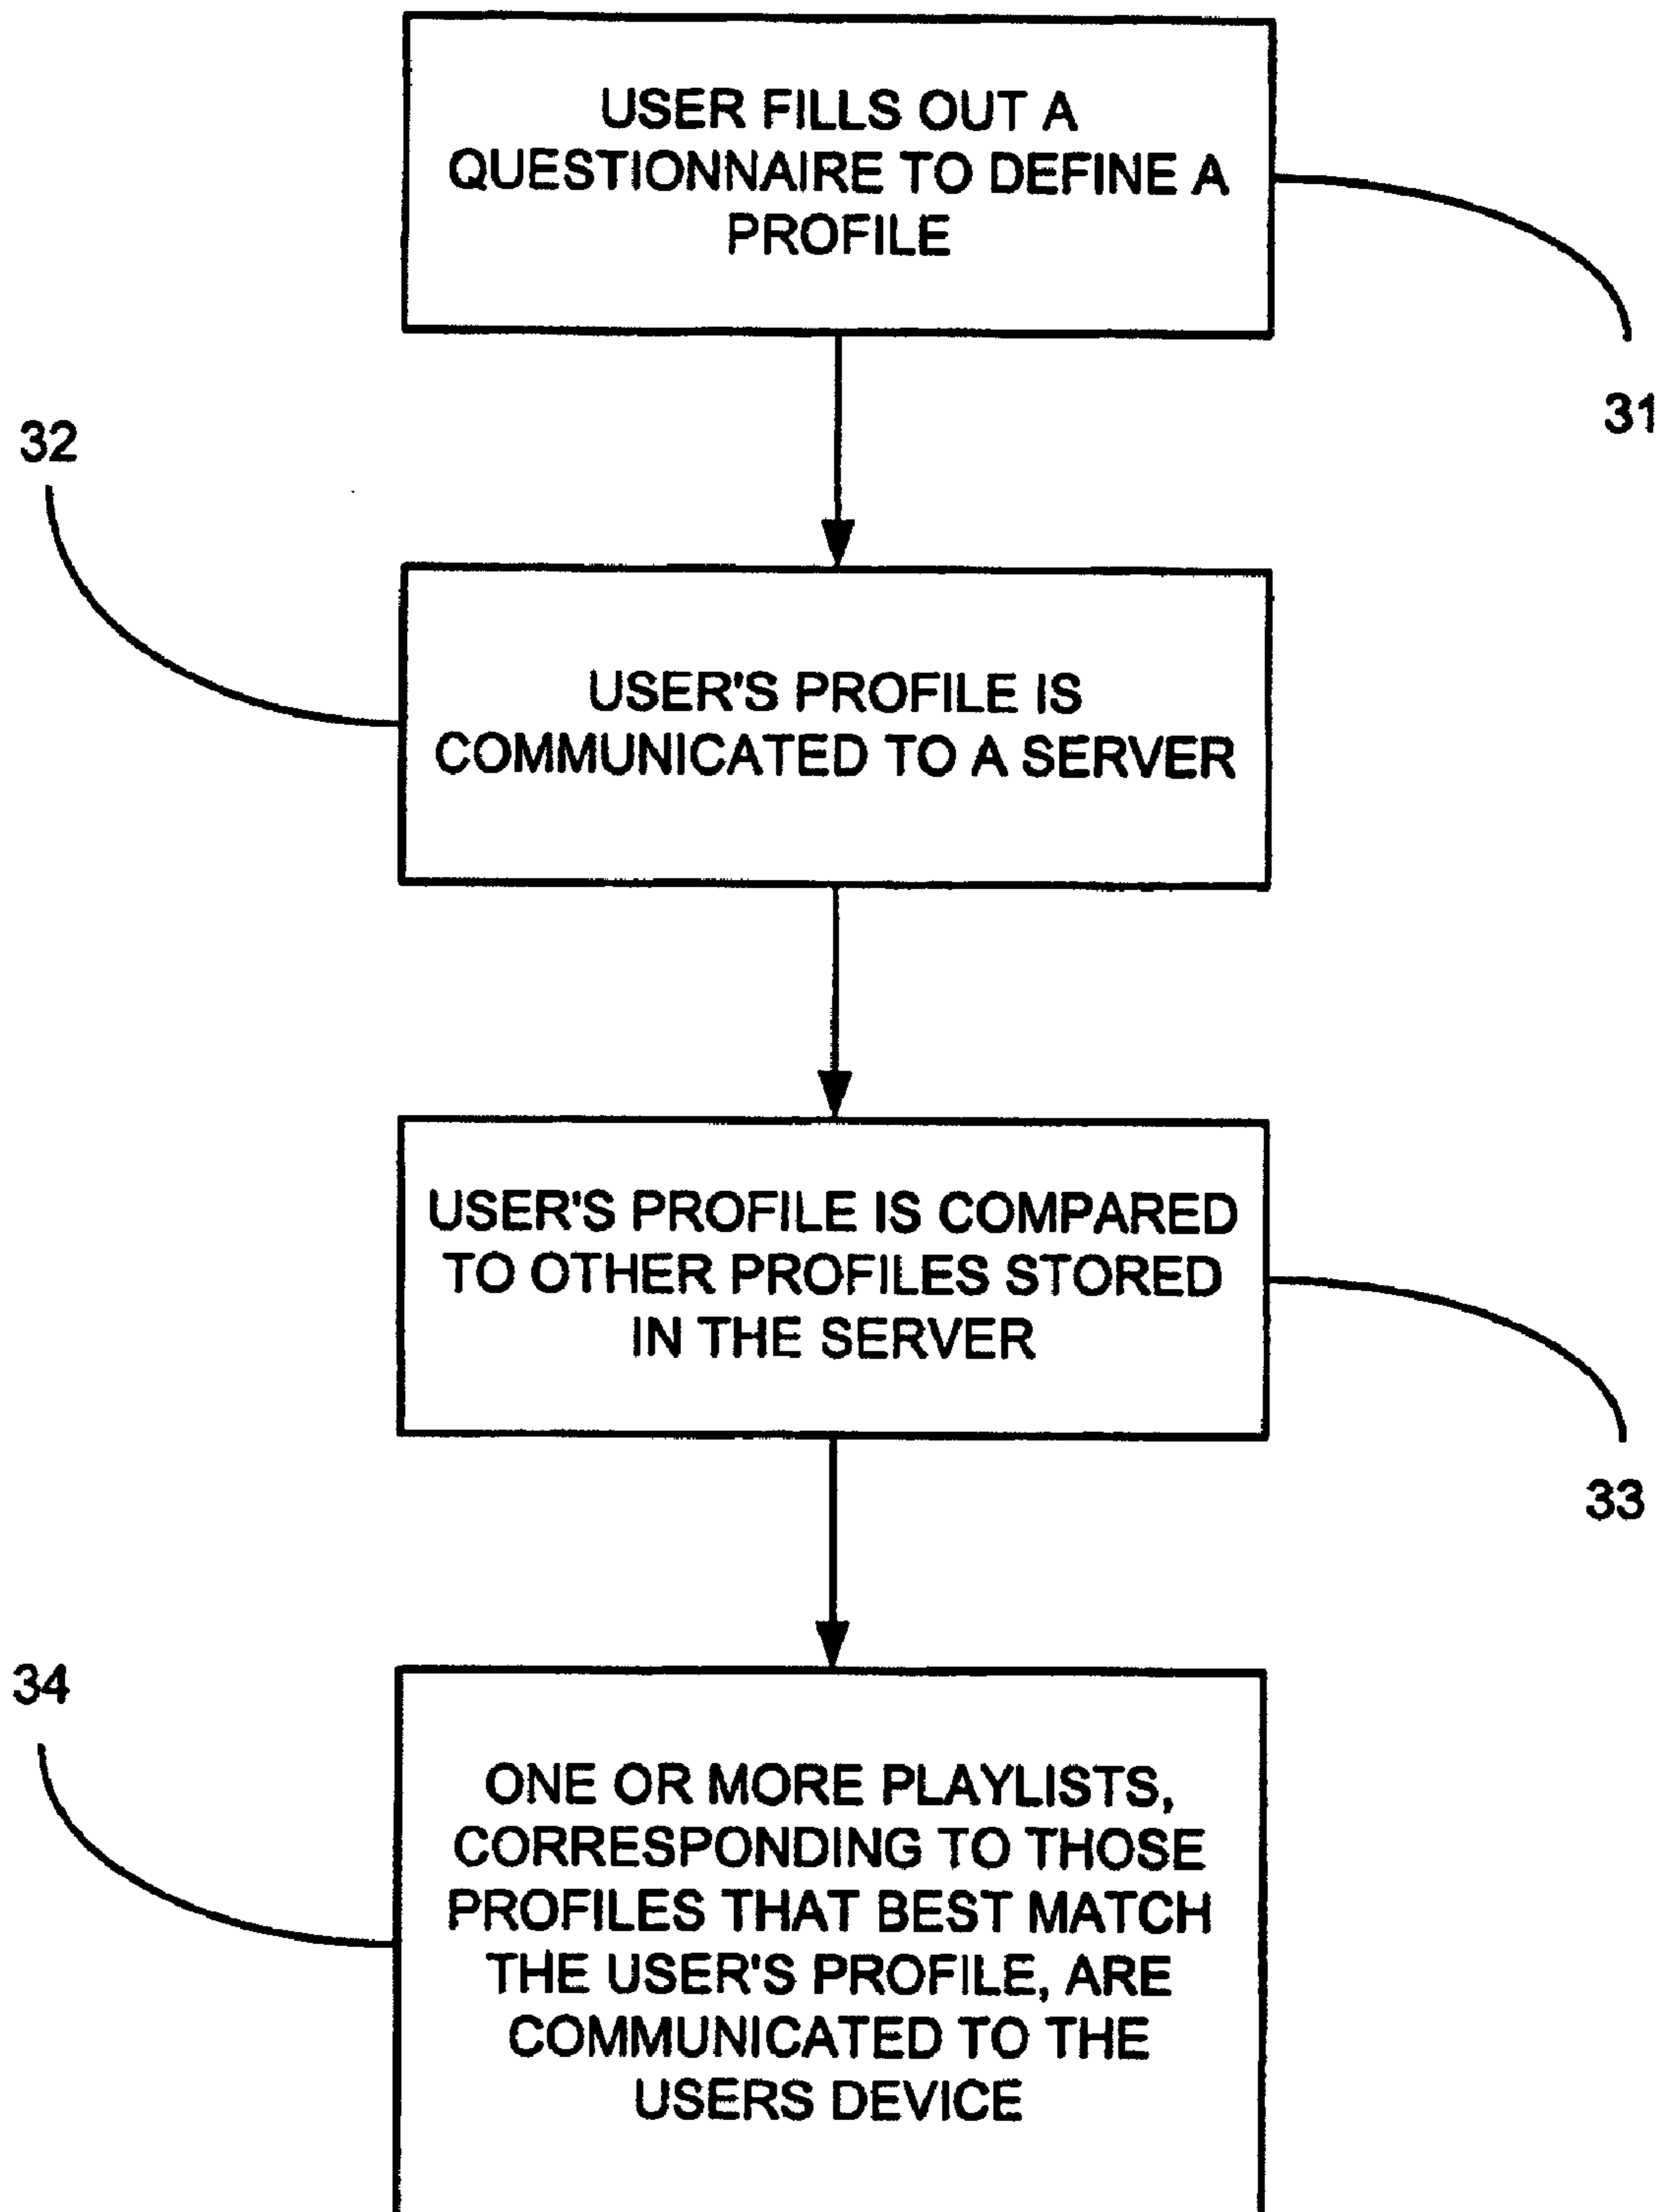 USER FILLS OUT A
QUESTIONNAIRE TO DEFINE A
PROFILE
31
32
USER'S PROFILE IS
COMMUNICATED TO A SERVER
USER'S PROFILE IS COMPARED
TO OTHER PROFILES STORED
IN THE SERVER
33
34
ONE OR MORE PLAYLISTS,
CORRESPONDING TO THOSE
PROFILES THAT BEST MATCH
THE USER'S PROFILE, ARE
COMMUNICATED TO THE
USERS DEVICE